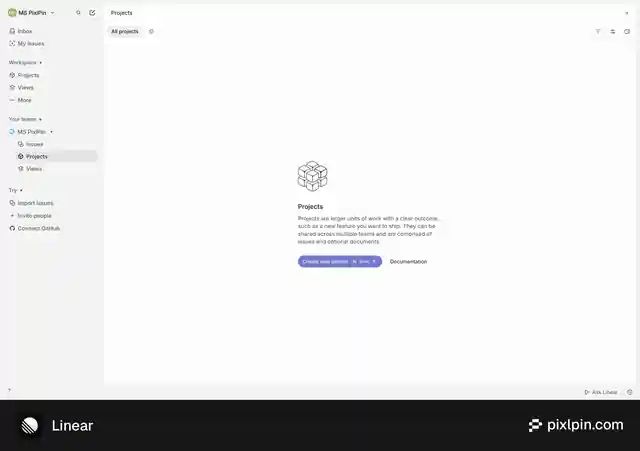 MS PixlPin
Inbox
My issues
Workspace
Projects
Views
More
Your teams
MS PixlPin
Issues
Projects
Views
Try
Import issues
Invite people
Connect GitHub
Projects
All projects
Projects
Projects are larger units of work with a clear outcome,
such as a new feature you want to ship. They can be
shared across multiple teams and are comprised of
issues and optional documents.
Create new project
Documentation
?
Ask Linear
Linear
pixlpin.com